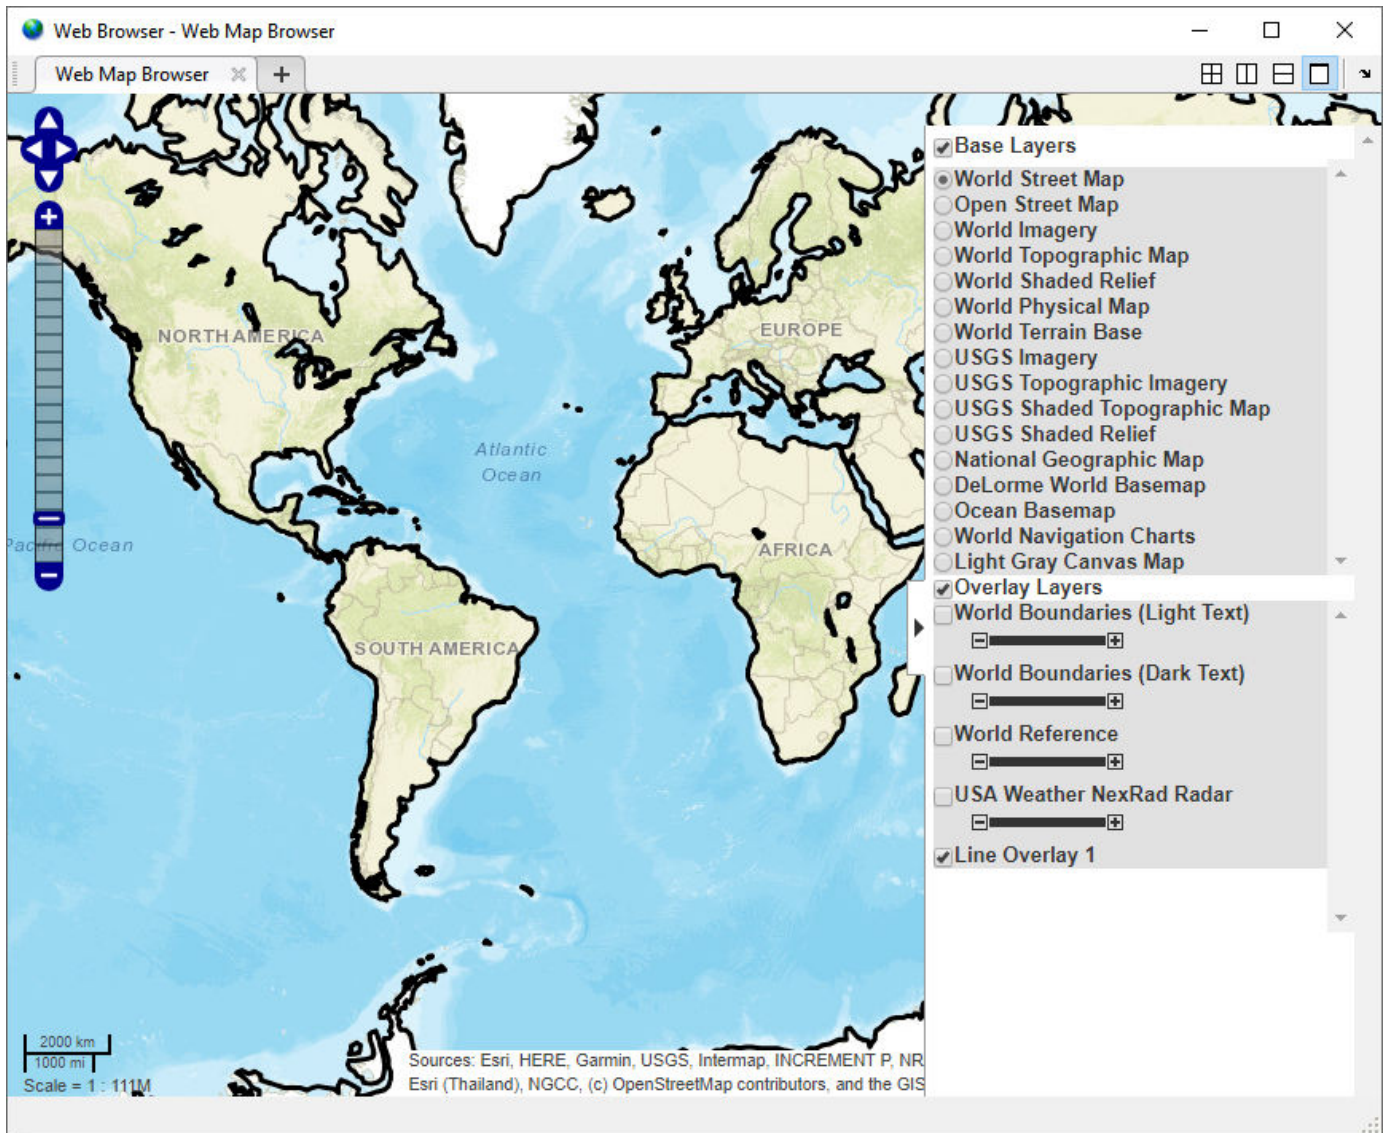 Web Browser - Web Map Browser
Web Map Browser
NORTH AMERICA
EUROPE
Atlantic
Ocean
Pacific Ocean
AFRICA
SOUTH AMERICA
2000 km
1000 mi
Scale = 1 : 111M
Sources: Esri, HERE, Garmin, USGS, Intermap, INCREMENT P, NR
Esri (Thailand), NGCC, (c) OpenStreetMap contributors, and the GIS
Base Layers
World Street Map
Open Street Map
World Imagery
World Topographic Map
World Shaded Relief
World Physical Map
World Terrain Base
USGS Imagery
USGS Topographic Imagery
USGS Shaded Topographic Map
USGS Shaded Relief
National Geographic Map
DeLorme World Basemap
Ocean Basemap
World Navigation Charts
Light Gray Canvas Map
Overlay Layers
World Boundaries (Light Text)
World Boundaries (Dark Text)
World Reference
USA Weather NexRad Radar
Line Overlay 1